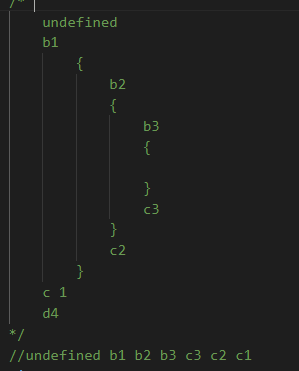 /*
undefined
b1
{
b2
{
b3
{
}
c3
}
c2
}
c 1
d4
*/
//undefined b1 b2 b3 c3 c2 c1